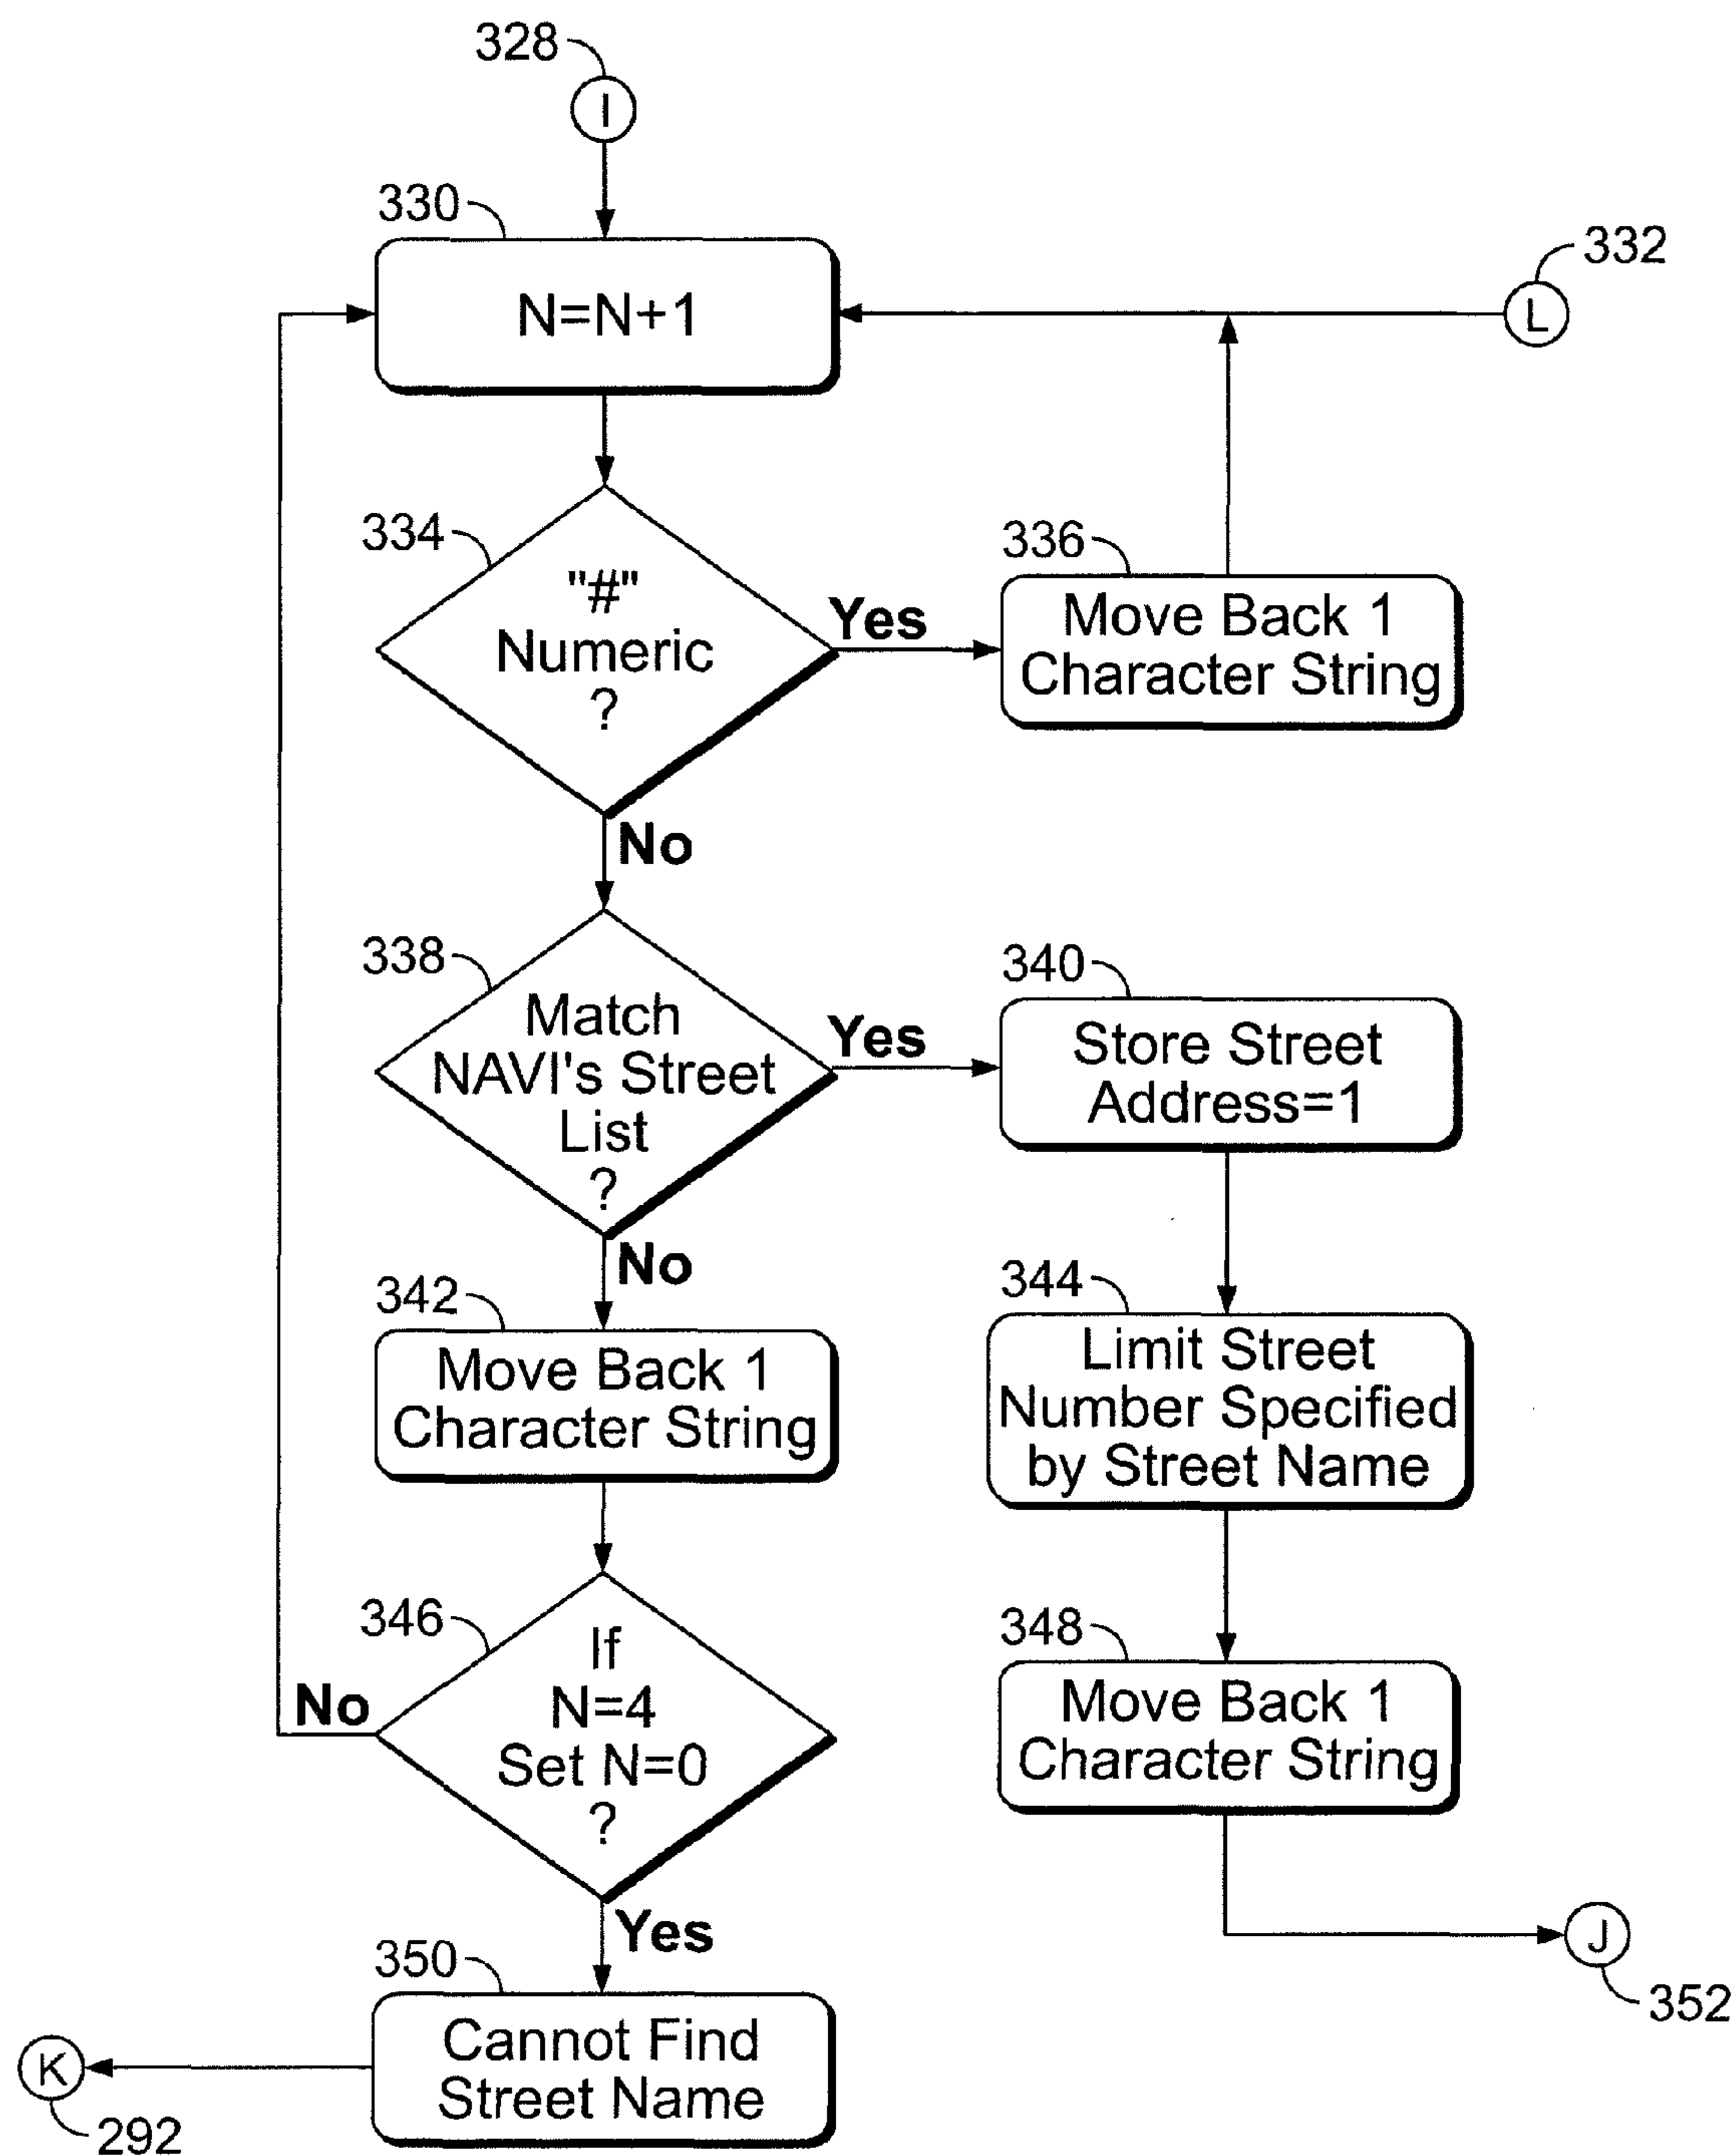 328
I
330
N=N+1
332
L
334
"#"
Numeric
?
Yes
336
Move Back 1
Character String
No
338
Match
NAVI's Street
List
?
Yes
340
Store Street
Address=1
No
342
Move Back 1
Character String
344
Limit Street
Number Specified
by Street Name
346
If
N=4
Set N=0
?
No
348
Move Back 1
Character String
Yes
350
Cannot Find
Street Name
J
352
K
292